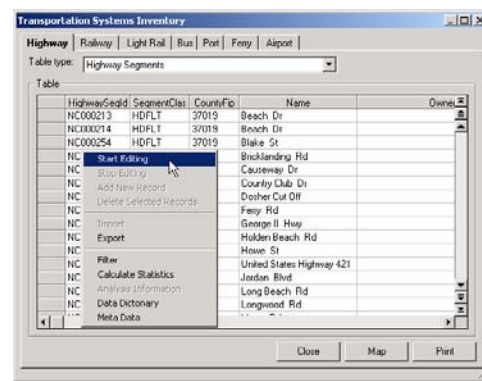 Transportation Systems Inventory
Highway Railway Light Rail Bus Port Ferry Airport
Table type: Highway Segments
Table
HighwaySegId SegmentClas CountyFip Name Owner
NC000213 HDFLT 37019 Beach Dr
NC000214 HDFLT 37019 Beach Dr
NC000254 HDFLT 37019 Blake St
NC Start Editing Bricklanding Rd
NC Stop Editing Causeway Dr
NC Add New Record Country Club Dr
NC Delete Selected Records Dosher Cut Off
NC Ferry Rd
NC Import George II Hwy
NC Export Holden Beach Rd
NC Howe St
NC Filter United States Highway 421
NC Calculate Statistics Jordan Blvd
NC Analysis Information Long Beach Rd
NC Data Dictonary Longwood Rd
Meta Data
Close Map Print